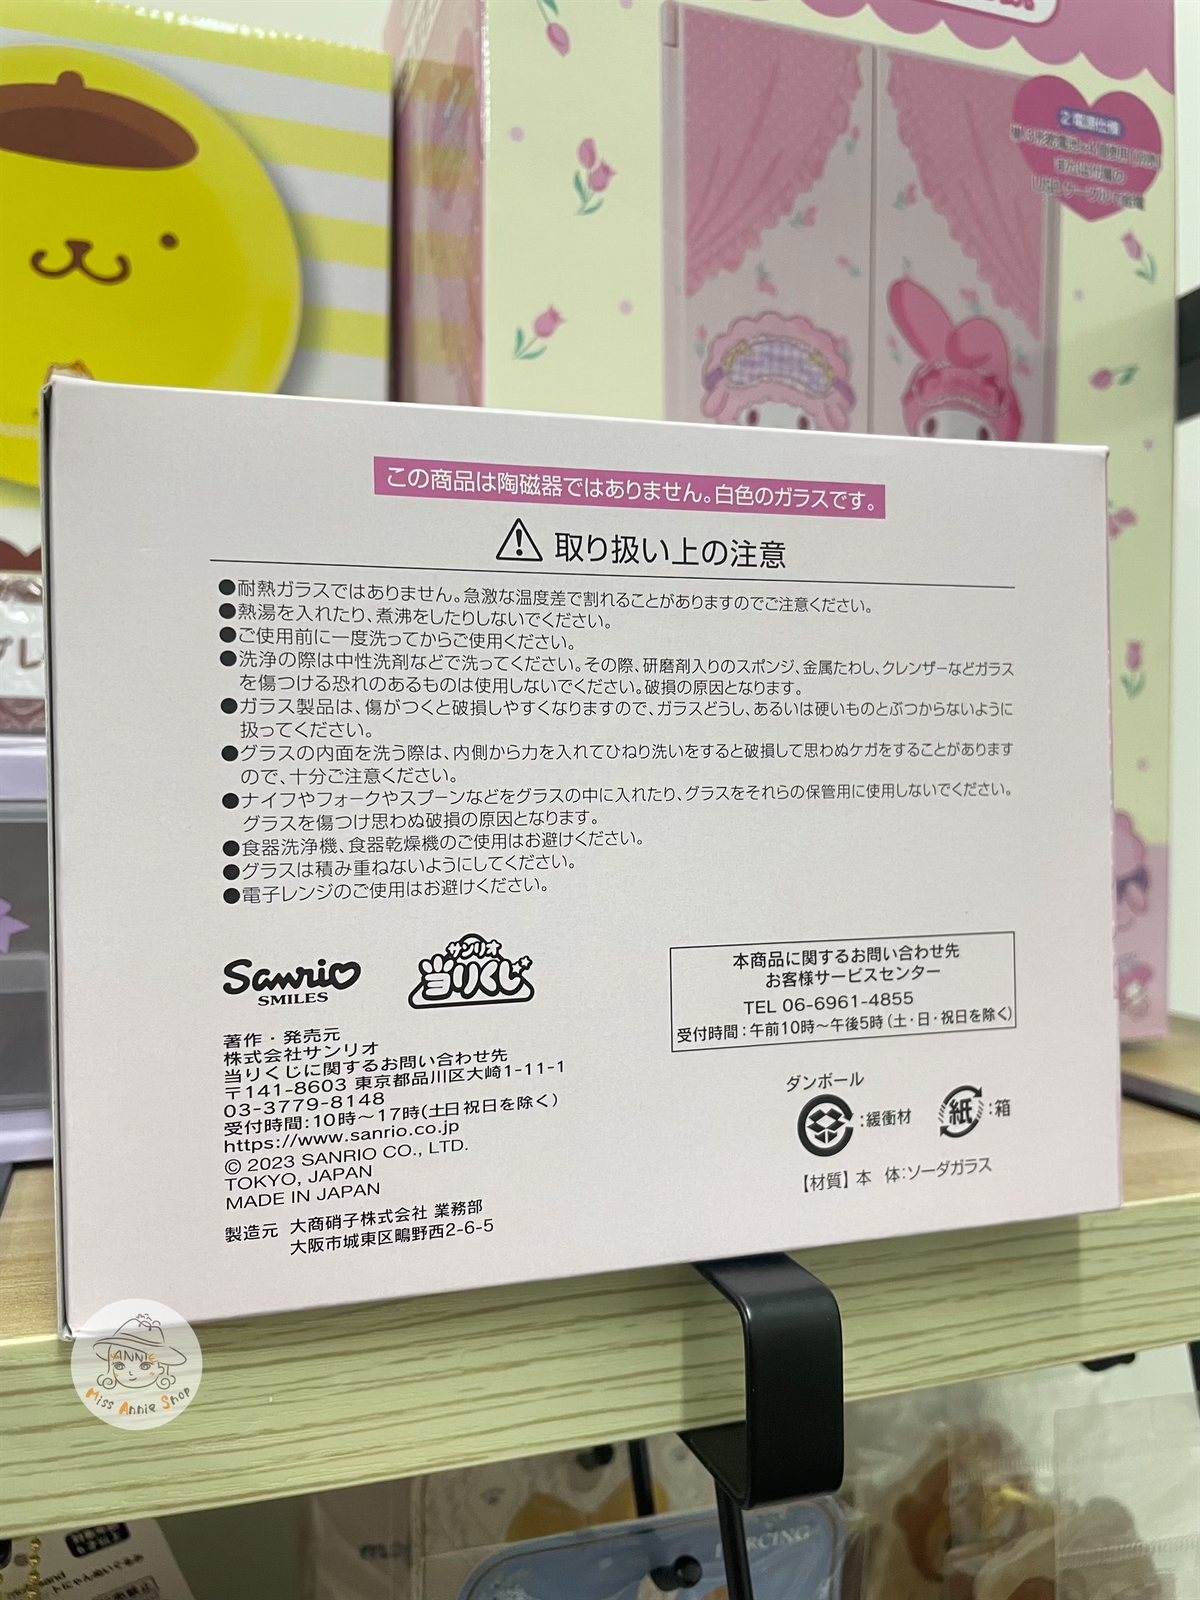 ②電源仕様
この商品は陶磁器ではありません。白色のガラスです。
取り扱い上の注意
●耐熱ガラスではありません。急激な温度差で割れることがありますのでご注意ください。
●熱湯を入れたり、煮沸をしたりしないでください。
●ご使用前に一度洗ってからご使用ください。
●洗浄の際は中性洗剤などで洗ってください。その際、研磨剤入りのスポンジ、金属たわし、クレンザーなどガラス
を傷つける恐れのあるものは使用しないでください。破損の原因となります。
●ガラス製品は、傷がつくと破損しやすくなりますので、ガラスどうし、あるいは硬いものとぶつからないように
扱ってください。
●グラスの内面を洗う際は、内側から力を入れてひねり洗いをすると破損して思わぬケガをすることがあります
ので、十分ご注意ください。
●ナイフやフォークやスプーンなどをグラスの中に入れたり、グラスをそれらの保管用に使用しないでください。
グラスを傷つけ思わぬ破損の原因となります。
●食器洗浄機、食器乾燥機のご使用はお避けください。
●グラスは積み重ねないようにしてください。
●電子レンジのご使用はお避けください。
Sanrio
SMILES
サンリオ
当りくじ
著作・発売元
株式会社サンリオ
当りくじに関するお問い合わせ先
〒141-8603 東京都品川区大崎1-11-1
03-3779-8148
受付時間:10時～17時(土日祝日を除く)
https://www.sanrio.co.jp
© 2023 SANRIO CO., LTD.
TOKYO, JAPAN
MADE IN JAPAN
製造元 大商硝子株式会社 業務部
大阪市城東区鴫野西2-6-5
本商品に関するお問い合わせ先
お客様サービスセンター
TEL 06-6961-4855
受付時間：午前10時～午後5時（土・日・祝日を除く）
ダンボール
:緩衝材
紙:箱
【材質】本 体：ソーダガラス
ANNIE
Miss Annie Shop